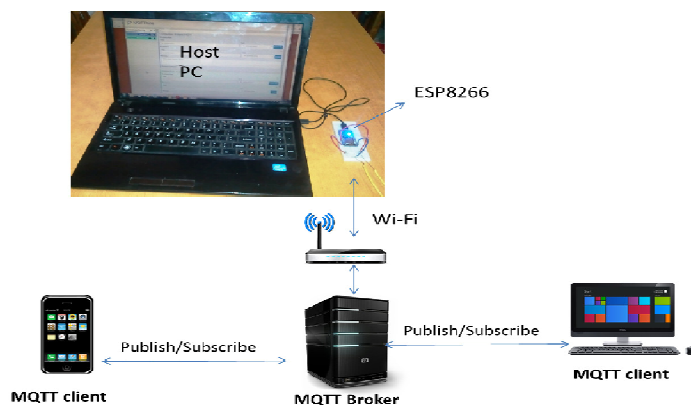 Host
PC
ESP8266
Wi-Fi
Publish/Subscribe
Publish/Subscribe
MQTT client
MQTT Broker
MQTT client